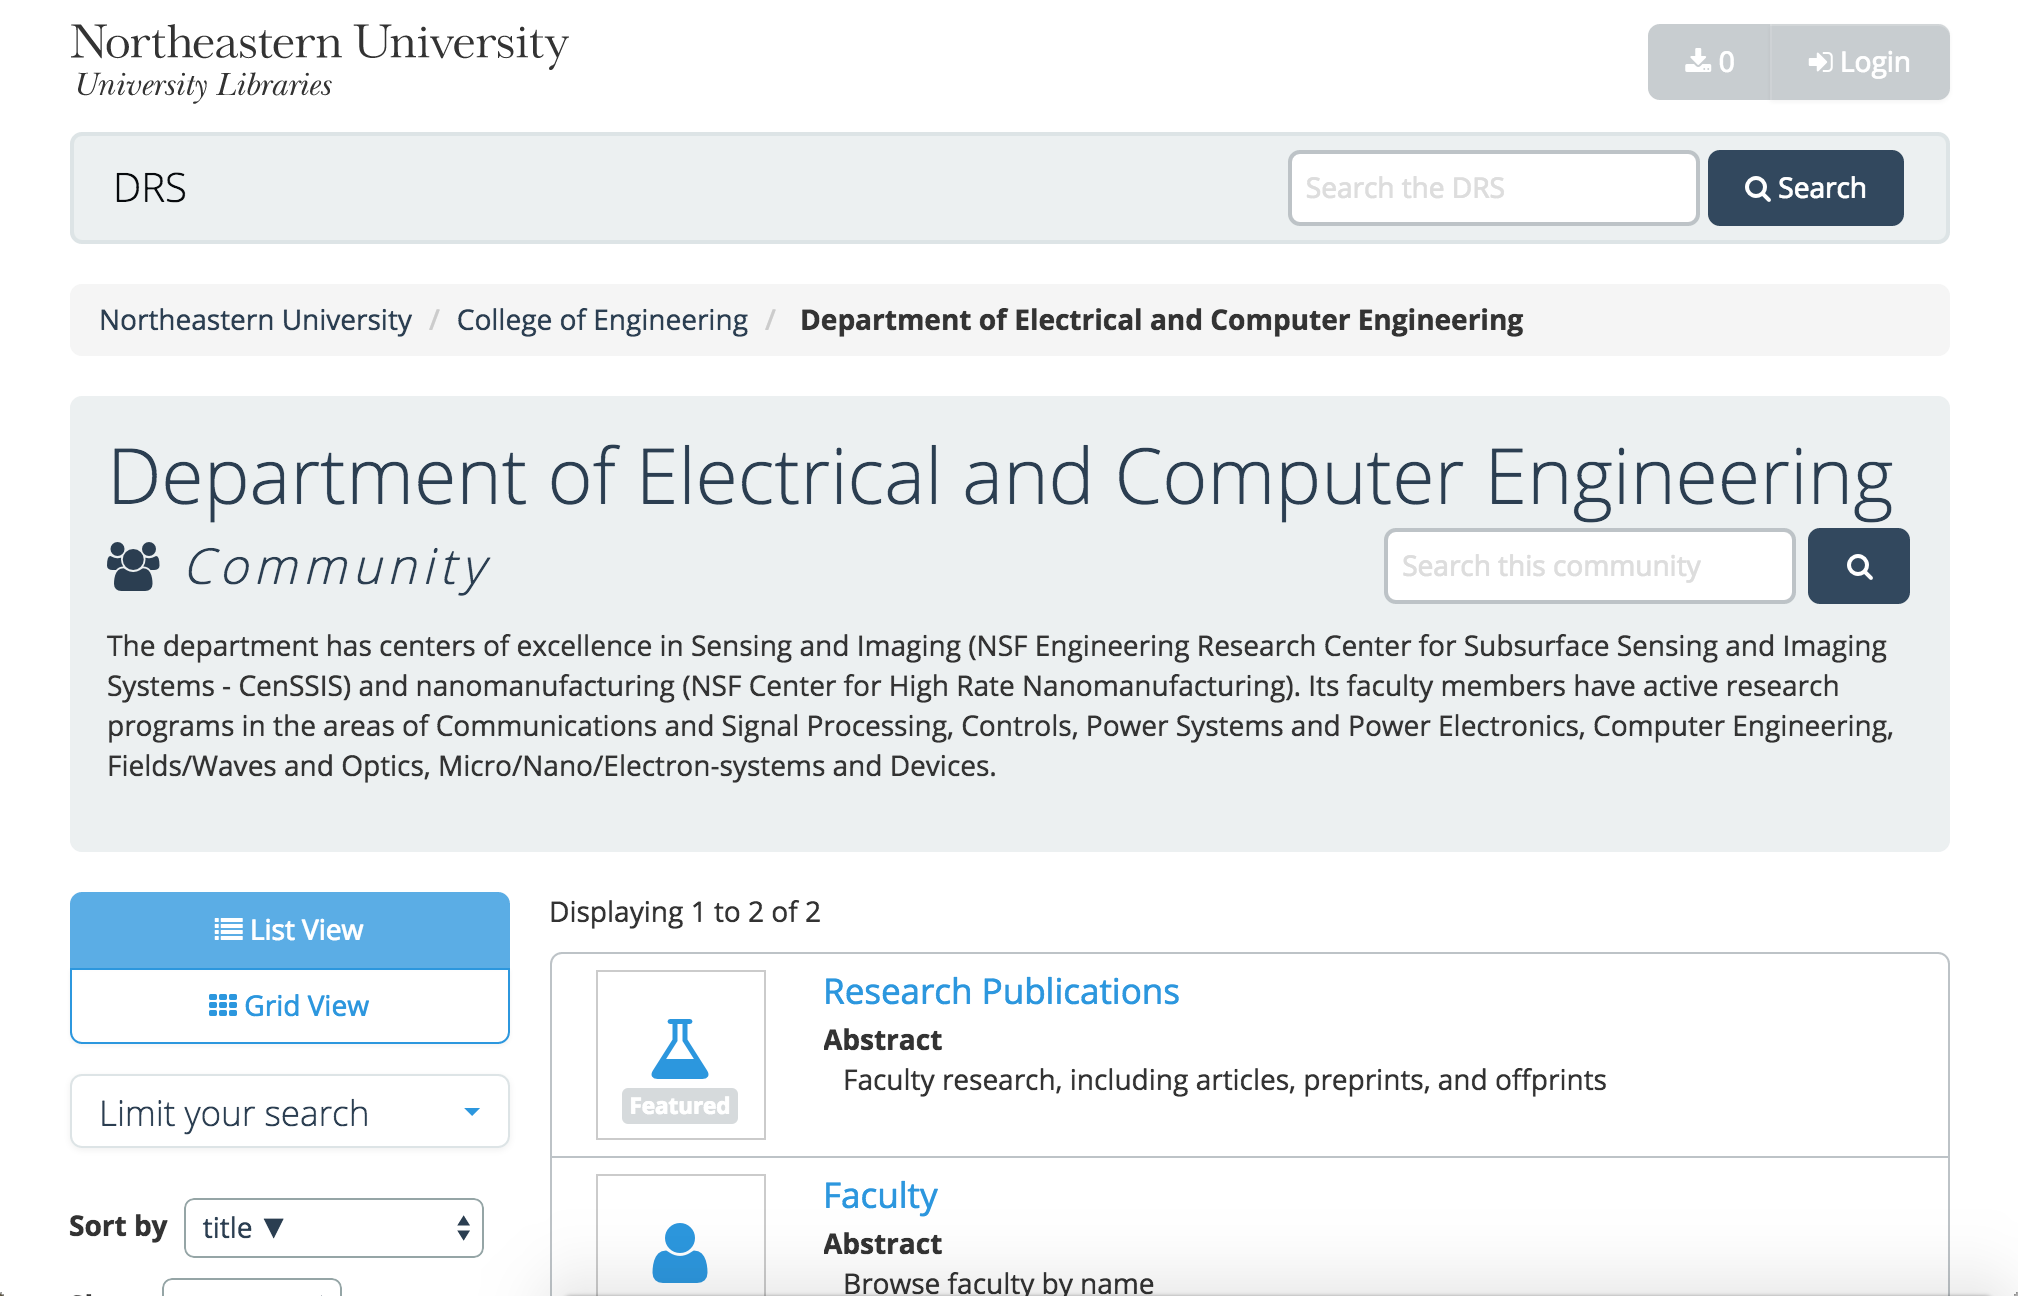 Northeastern University
University Libraries
0
Login
DRS
Search the DRS
Search
Northeastern University / College of Engineering / Department of Electrical and Computer Engineering
Department of Electrical and Computer Engineering
Community
Search this community
The department has centers of excellence in Sensing and Imaging (NSF Engineering Research Center for Subsurface Sensing and Imaging
Systems - CenSSIS) and nanomanufacturing (NSF Center for High Rate Nanomanufacturing). Its faculty members have active research
programs in the areas of Communications and Signal Processing, Controls, Power Systems and Power Electronics, Computer Engineering,
Fields/Waves and Optics, Micro/Nano/Electron-systems and Devices.
List View
Grid View
Limit your search
Sort by title ▼
Displaying 1 to 2 of 2
Research Publications
Abstract
Faculty research, including articles, preprints, and offprints
Featured
Faculty
Abstract
Browse faculty by name